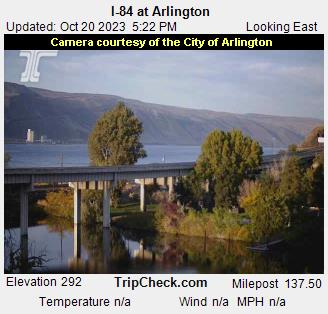 I-84 at Arlington
Updated: Oct 20 2023 5:22 PM Looking East
Camera courtesy of the City of Arlington
Elevation 292 TripCheck.com Milepost 137.50
Temperature n/a Wind n/a MPH n/a